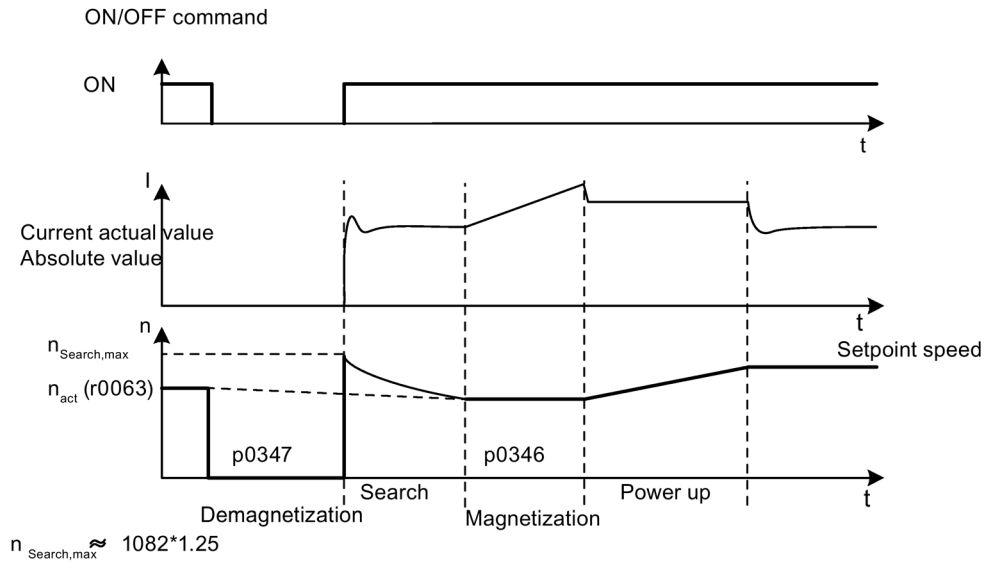 ON/OFF command
ON
t
I
Current actual value
Absolute value
t
n
n Search,max
Setpoint speed
n act (r0063)
p0347
p0346
Search
Power up
t
Demagnetization
Magnetization
n Search,max ≈ 1082*1.25